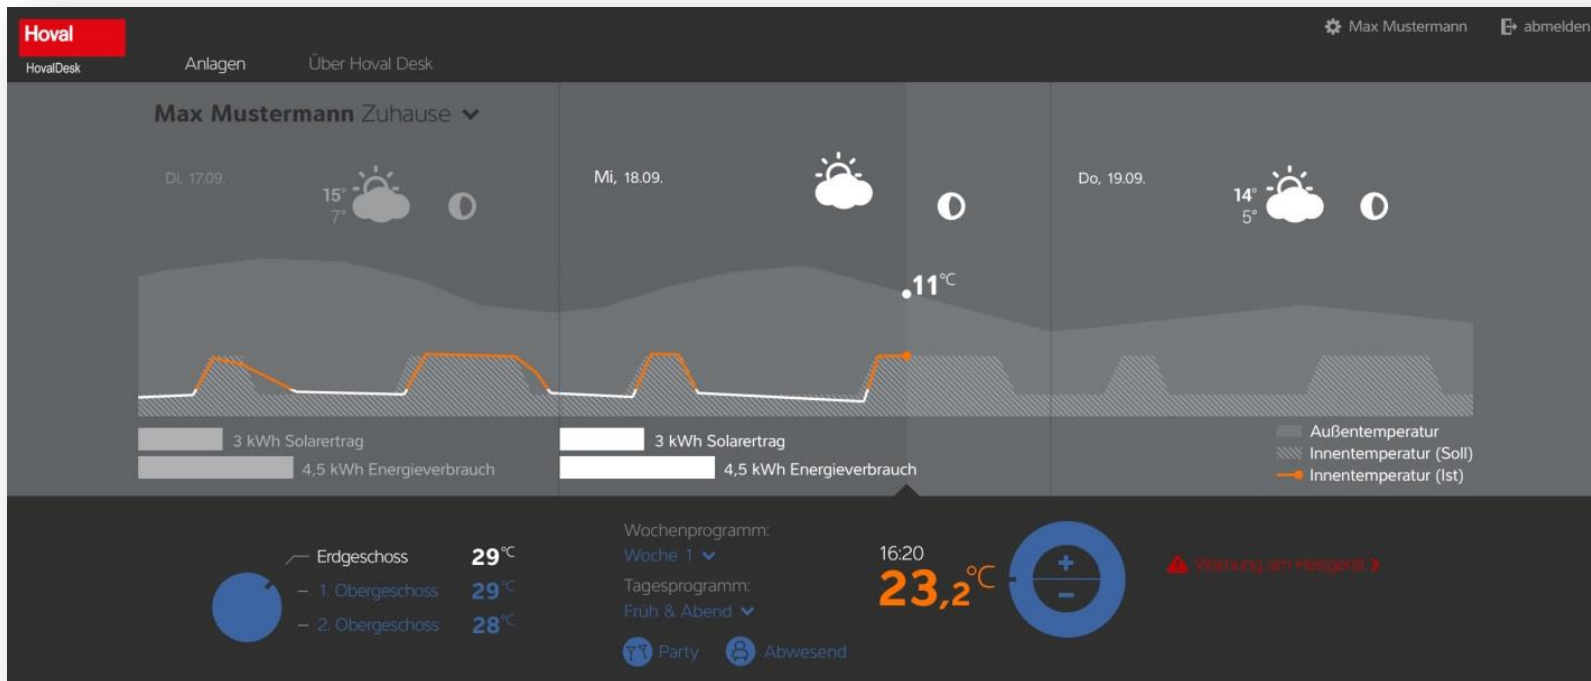 Hoval
HovalDesk
Anlagen
Über Hoval Desk
Max Mustermann
abmelden
Max Mustermann Zuhause
Di, 17.09.
15°
7°
Mi, 18.09.
Do, 19.09.
14°
5°
11°C
3 kWh Solarertrag
4,5 kWh Energieverbrauch
3 kWh Solarertrag
4,5 kWh Energieverbrauch
Außentemperatur
Innentemperatur (Soll)
Innentemperatur (Ist)
Erdgeschoss 29°C
1. Obergeschoss 29°C
2. Obergeschoss 28°C
Wochenprogramm:
Woche 1
Tagesprogramm:
Früh & Abend
Party
Abwesend
16:20
23,2°C
+
−
Warnung am Heizgerät >